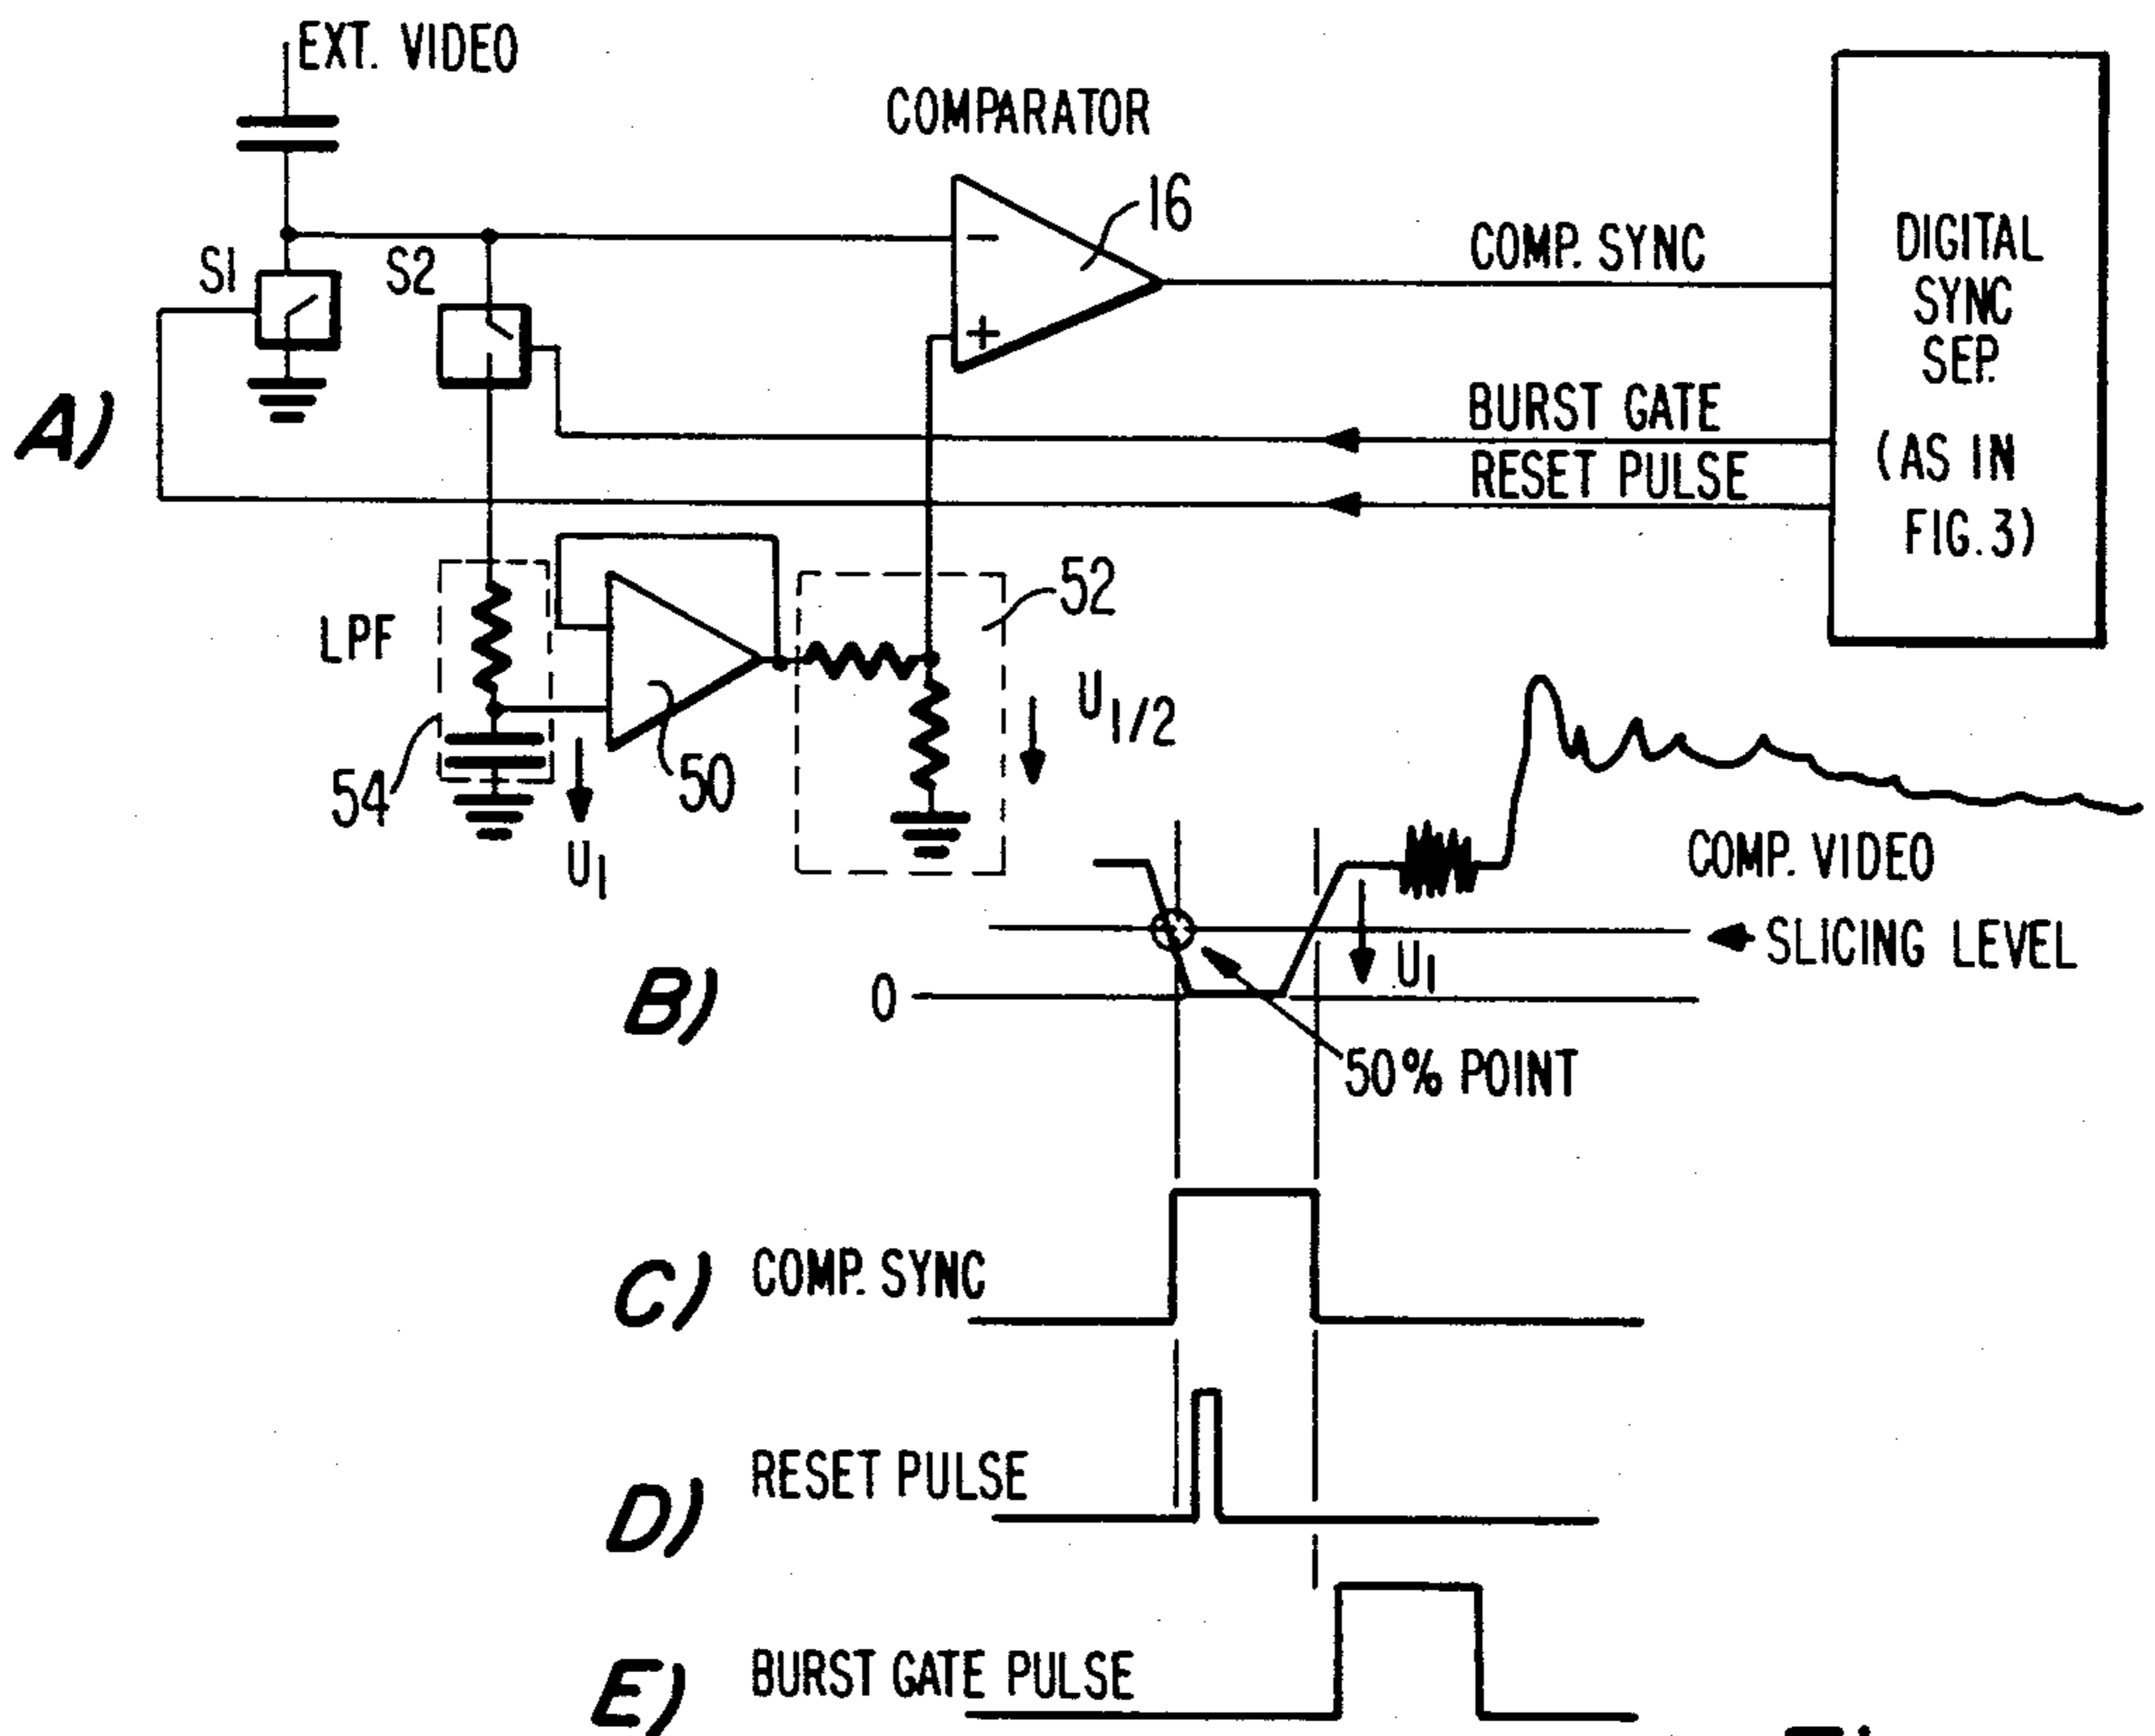 EXT. VIDEO
COMPARATOR
16
S1
S2
-
+
COMP. SYNC
DIGITAL
SYNC
SEP.
(AS IN
FIG.3)
BURST GATE
RESET PULSE
A)
LPF
52
U1/2
54
50
U1
COMP. VIDEO
SLICING LEVEL
U1
B)
0
50% POINT
C) COMP. SYNC
D) RESET PULSE
E) BURST GATE PULSE